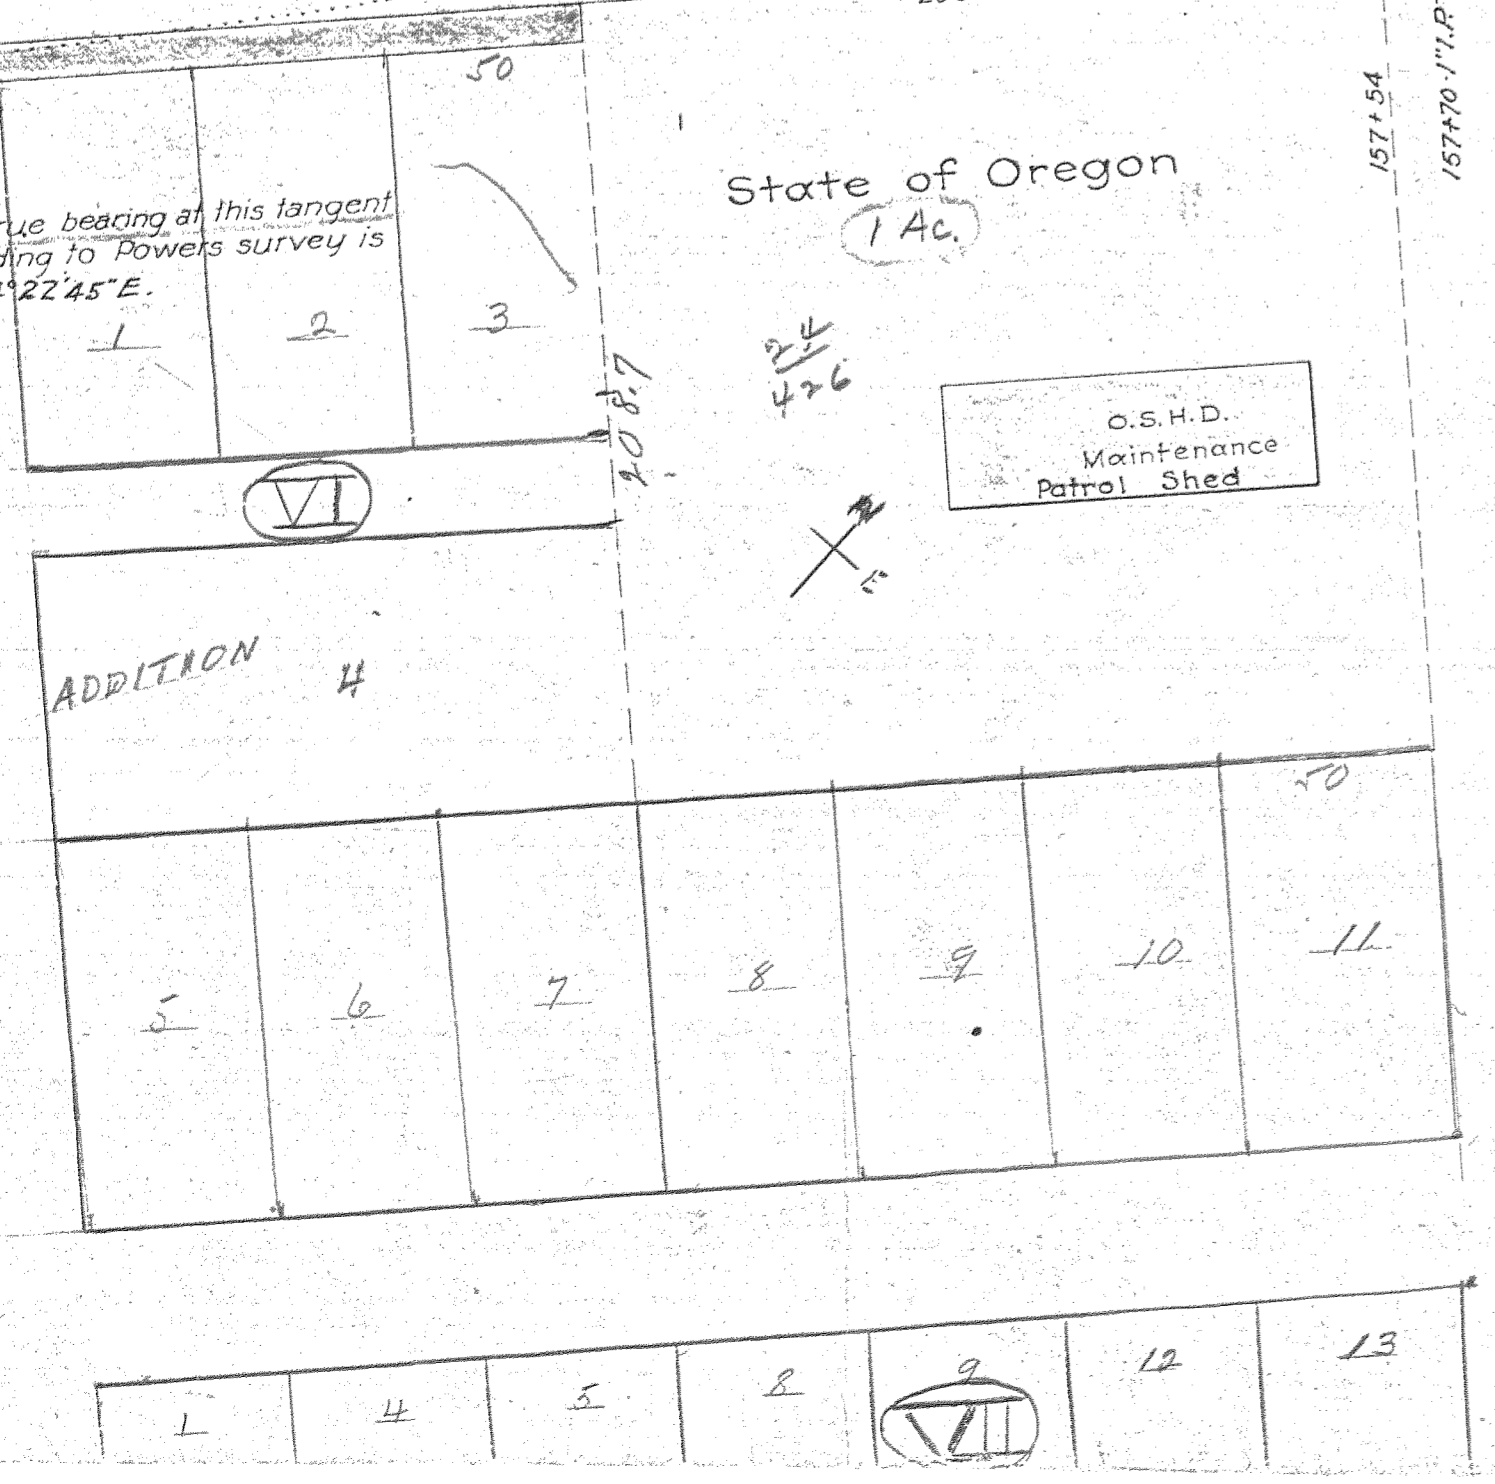 50
157+54
157+70-1"I.P.
State of Oregon
1 Ac.
ue bearing at this tangent
ding to Powers survey is
°22'45"E.
1
2
3
208.7
24
426
O.S.H.D.
Maintenance
Patrol Shed
VI
N
E
ADDITION
4
50
5
6
7
8
9
10
11
1
4
5
8
9
12
13
VII